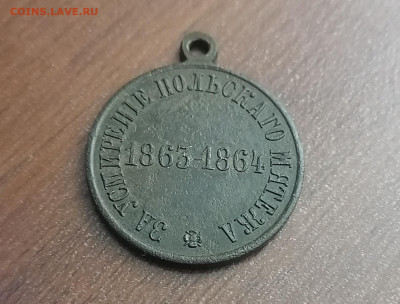 COINS.LAVE.RU
ЗА УСМИРЕНІЕ ПОЛЬСКАГО МЯТЕЖА
1863-1864